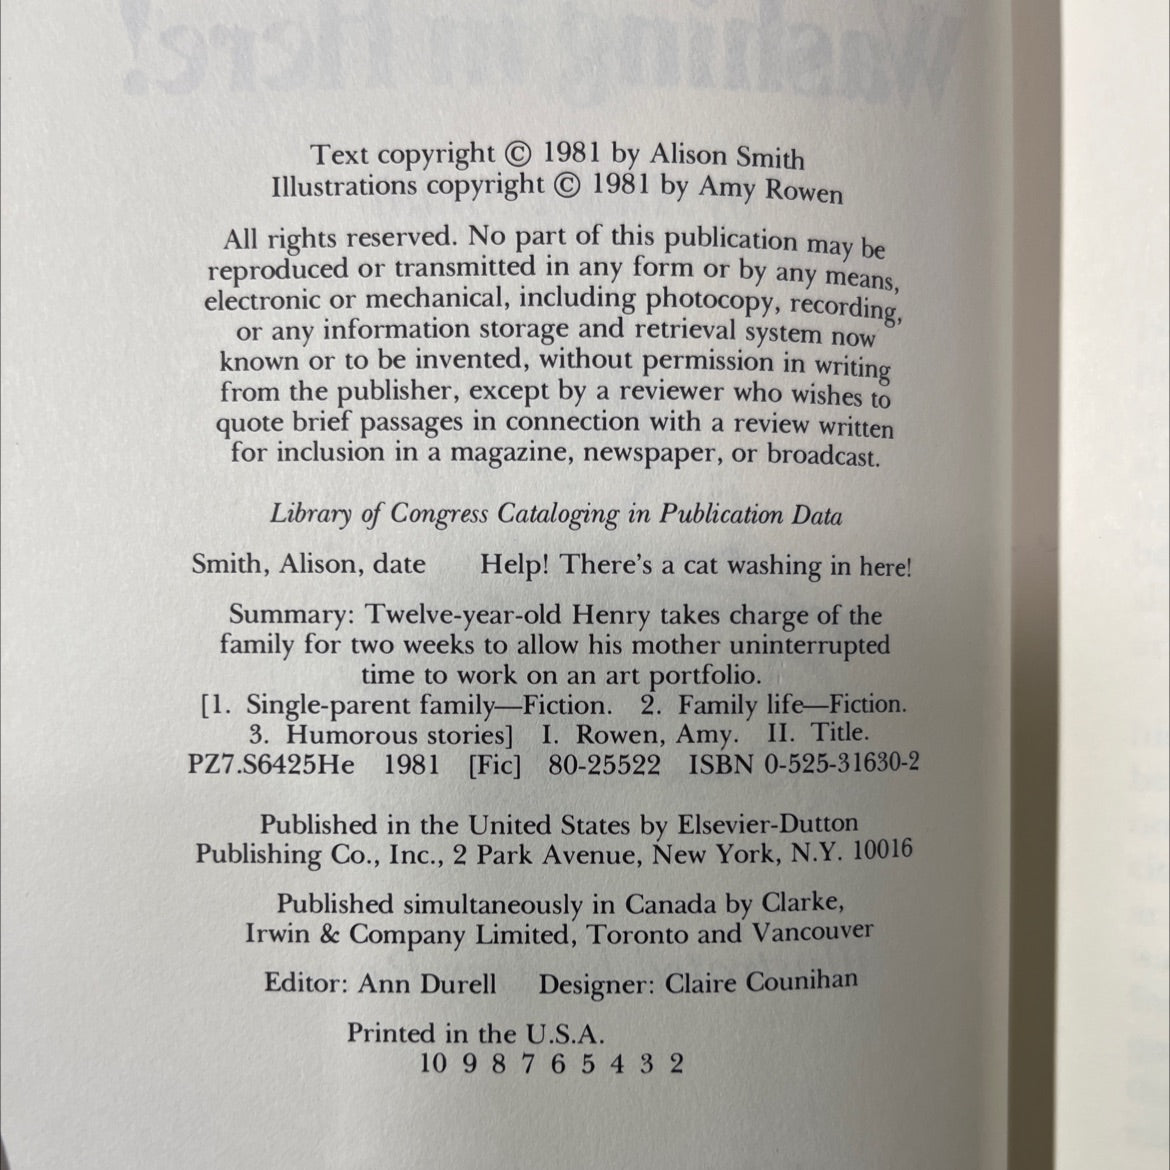 Washing in Here!
Text copyright © 1981 by Alison Smith
Illustrations copyright © 1981 by Amy Rowen
All rights reserved. No part of this publication may be
reproduced or transmitted in any form or by any means,
electronic or mechanical, including photocopy, recording,
or any information storage and retrieval system now
known or to be invented, without permission in writing
from the publisher, except by a reviewer who wishes to
quote brief passages in connection with a review written
for inclusion in a magazine, newspaper, or broadcast.
Library of Congress Cataloging in Publication Data
Smith, Alison, date Help! There's a cat washing in here!
Summary: Twelve-year-old Henry takes charge of the
family for two weeks to allow his mother uninterrupted
time to work on an art portfolio.
[1. Single-parent family—Fiction. 2. Family life—Fiction.
3. Humorous stories] I. Rowen, Amy. II. Title.
PZ7.S6425He 1981 [Fic] 80-25522 ISBN 0-525-31630-2
Published in the United States by Elsevier-Dutton
Publishing Co., Inc., 2 Park Avenue, New York, N.Y. 10016
Published simultaneously in Canada by Clarke,
Irwin & Company Limited, Toronto and Vancouver
Editor: Ann Durell Designer: Claire Counihan
Printed in the U.S.A.
10 9 8 7 6 5 4 3 2